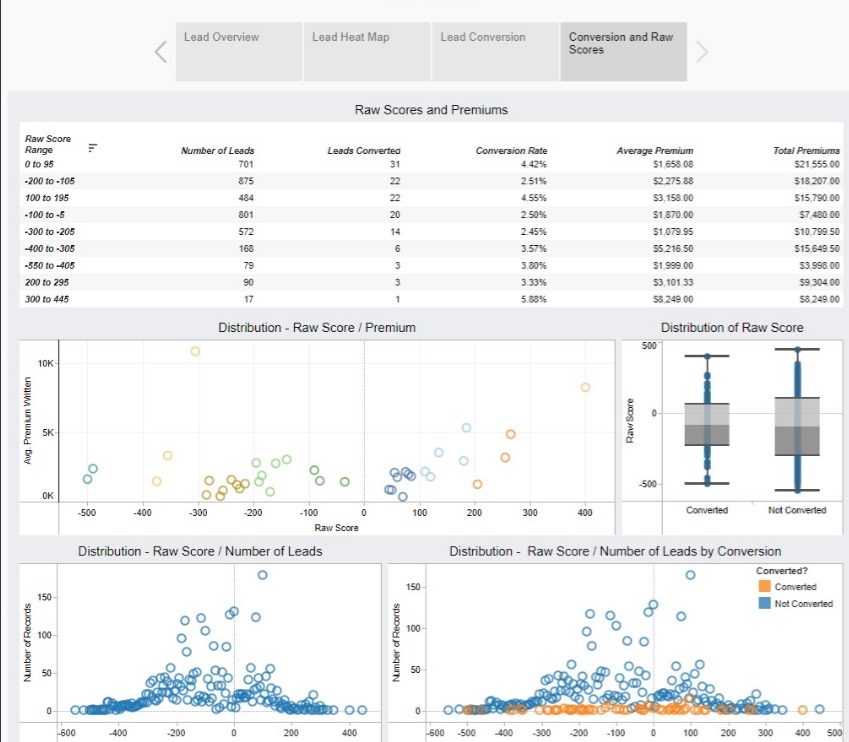 Lead Overview
Lead Heat Map
Lead Conversion
Conversion and Raw
Scores
Raw Scores and Premiums
Raw Score
Range
Number of Leads
Leads Converted
Conversion Rate
Average Premium
Total Premiums
0 to 95 701 31 4.42% $1,658.08 $21,555.00
-200 to -105 875 22 2.51% $2,275.88 $18,207.00
100 to 195 484 22 4.55% $3,158.00 $15,790.00
-100 to -5 801 20 2.50% $1,870.00 $7,480.00
-300 to -205 572 14 2.45% $1,079.95 $10,799.50
-400 to -305 168 6 3.57% $5,216.50 $15,649.50
-550 to -405 79 3 3.80% $1,999.00 $3,998.00
200 to 295 90 3 3.33% $3,101.33 $9,304.00
300 to 445 17 1 5.88% $8,249.00 $8,249.00
Distribution - Raw Score / Premium
Avg. Premium Written
10K
5K
0K
-500 -400 -300 -200 -100 0 100 200 300 400
Raw Score
Distribution of Raw Score
Raw Score
500
0
-500
Converted Not Converted
Distribution - Raw Score / Number of Leads
Number of Records
150
100
50
0
-600 -400 -200 0 200 400
Distribution - Raw Score / Number of Leads by Conversion
Number of Records
150
100
50
0
-600 -500 -400 -300 -200 -100 0 100 200 300 400 500
Converted?
Converted
Not Converted